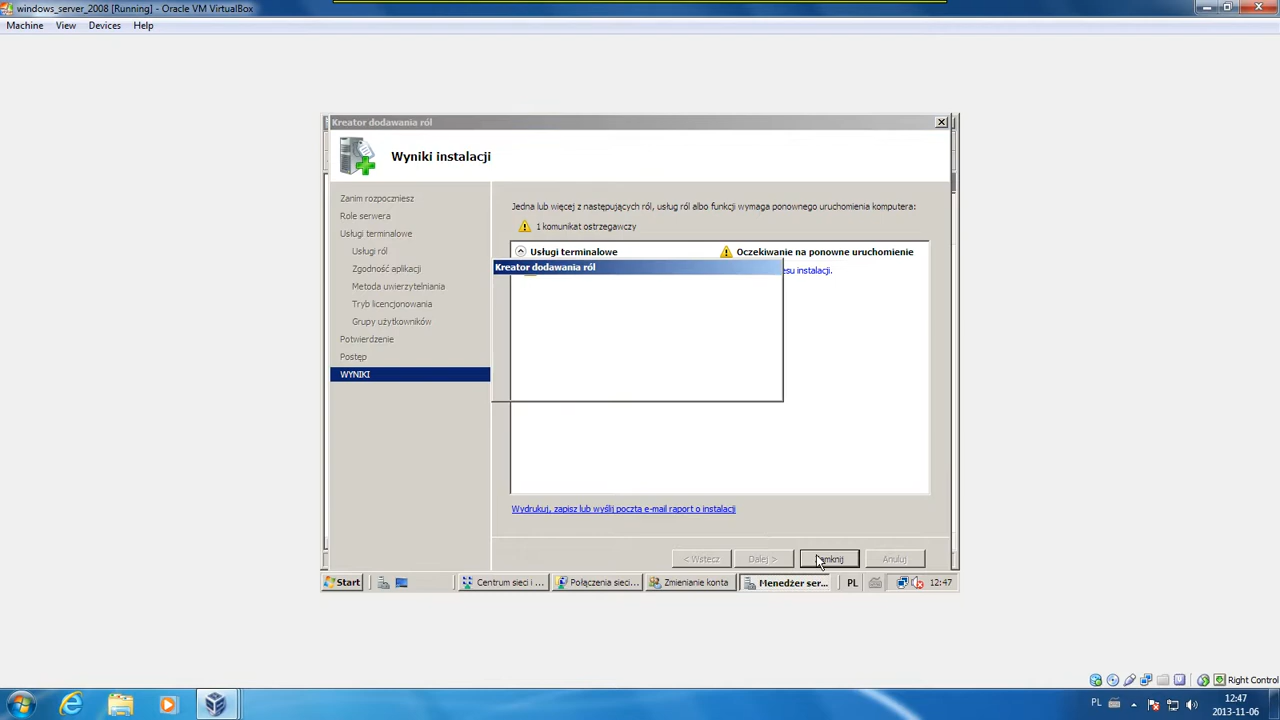 windows_server_2008 [Running] - Oracle VM VirtualBox
Machine View Devices Help
Kreator dodawania ról
Wyniki instalacji
Zanim rozpoczniesz
Role serwera
Usługi terminalowe
Usługi ról
Zgodność aplikacji
Metoda uwierzytelniania
Tryb licencjonowania
Grupy użytkowników
Potwierdzenie
Postęp
WYNIKI
Jedna lub więcej z następujących ról, usług ról albo funkcji wymaga ponownego uruchomienia komputera:
1 komunikat ostrzegawczy
Usługi terminalowe Oczekiwanie na ponowne uruchomienie
Kreator dodawania ról
esu instalacji.
Wydrukuj, zapisz lub wyślij pocztą e-mail raport o instalacji
< Wstecz Dalej > Zamknij Anuluj
Start Centrum sieci i ... Połączenia sieci... Zmienianie konta Menedżer ser... PL 12:47
Right Control
PL 12:47
2013-11-06